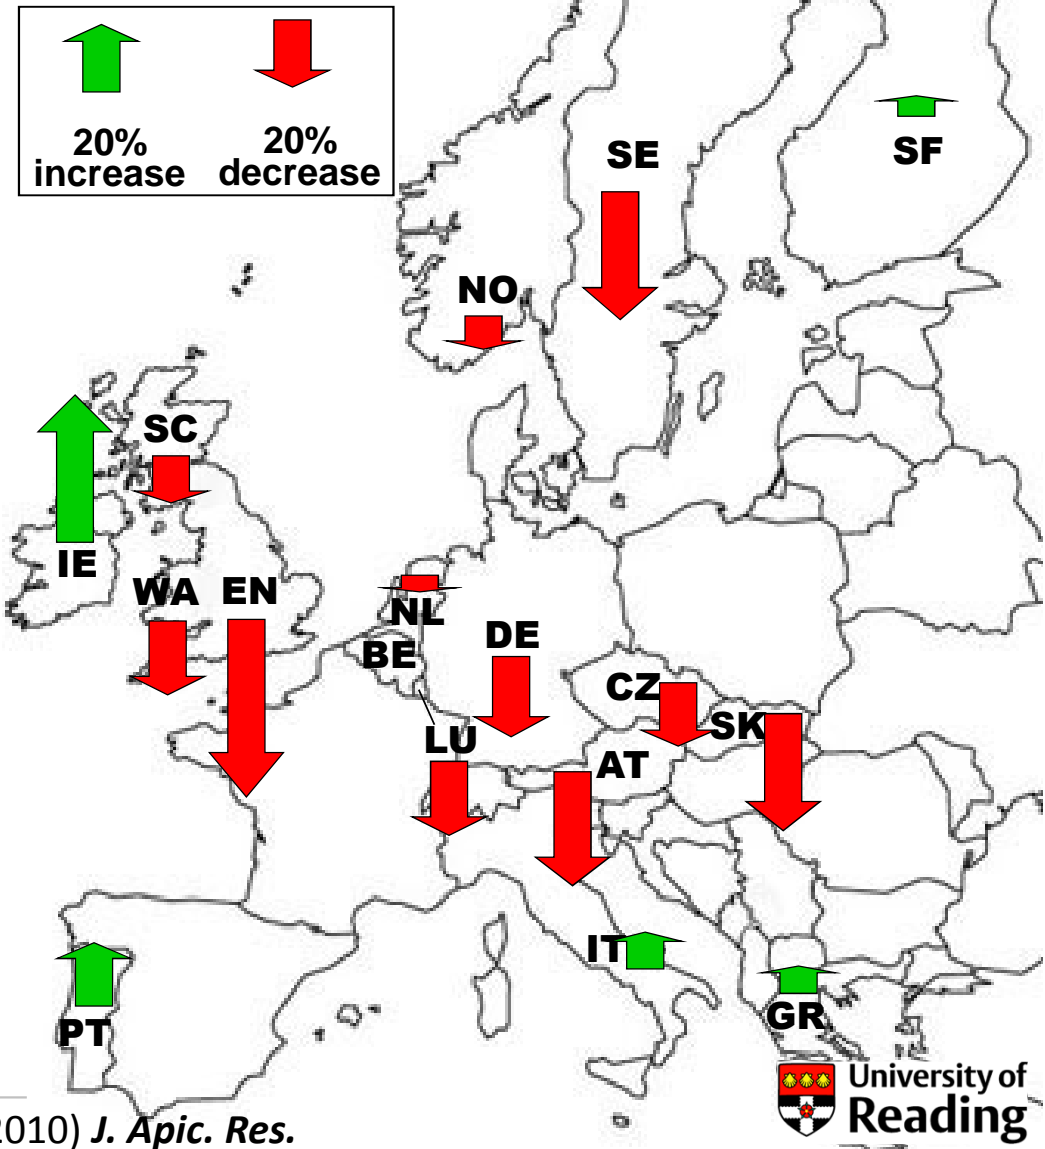 20%
increase
20%
decrease
SE
SF
NO
SC
IE
WA
EN
NL
BE
DE
CZ
SK
LU
AT
IT
PT
GR
University of
Reading
2010) J. Apic. Res.